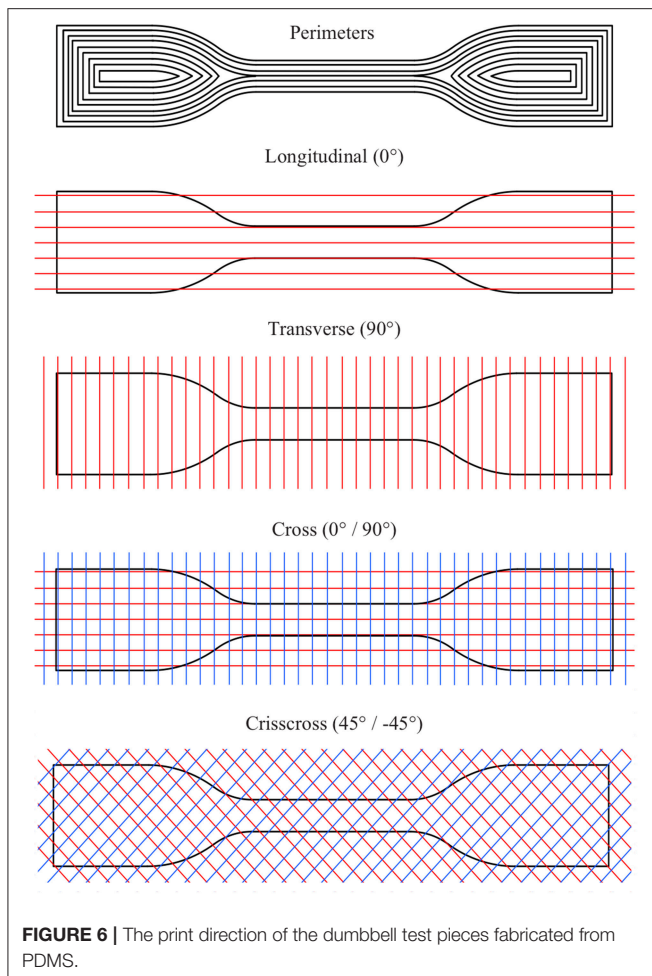 Perimeters
Longitudinal (0°)
Transverse (90°)
Cross (0° / 90°)
Crisscross (45° / -45°)
FIGURE 6 | The print direction of the dumbbell test pieces fabricated from
PDMS.